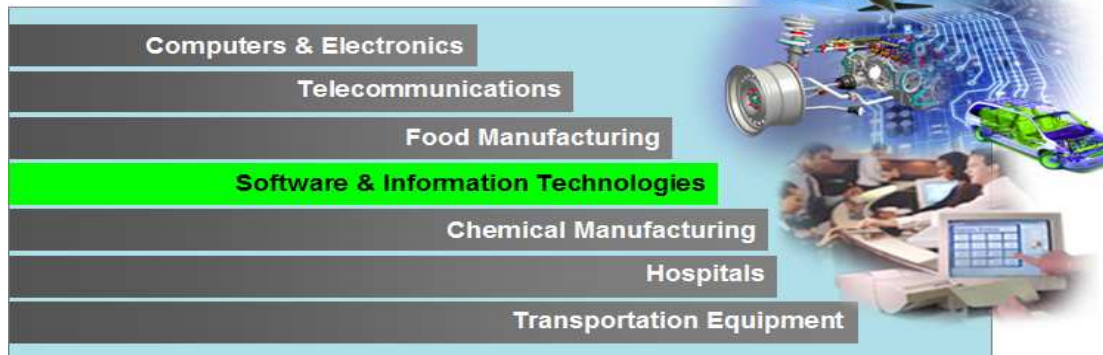 Computers & Electronics
Telecommunications
Food Manufacturing
Software & Information Technologies
Chemical Manufacturing
Hospitals
Transportation Equipment